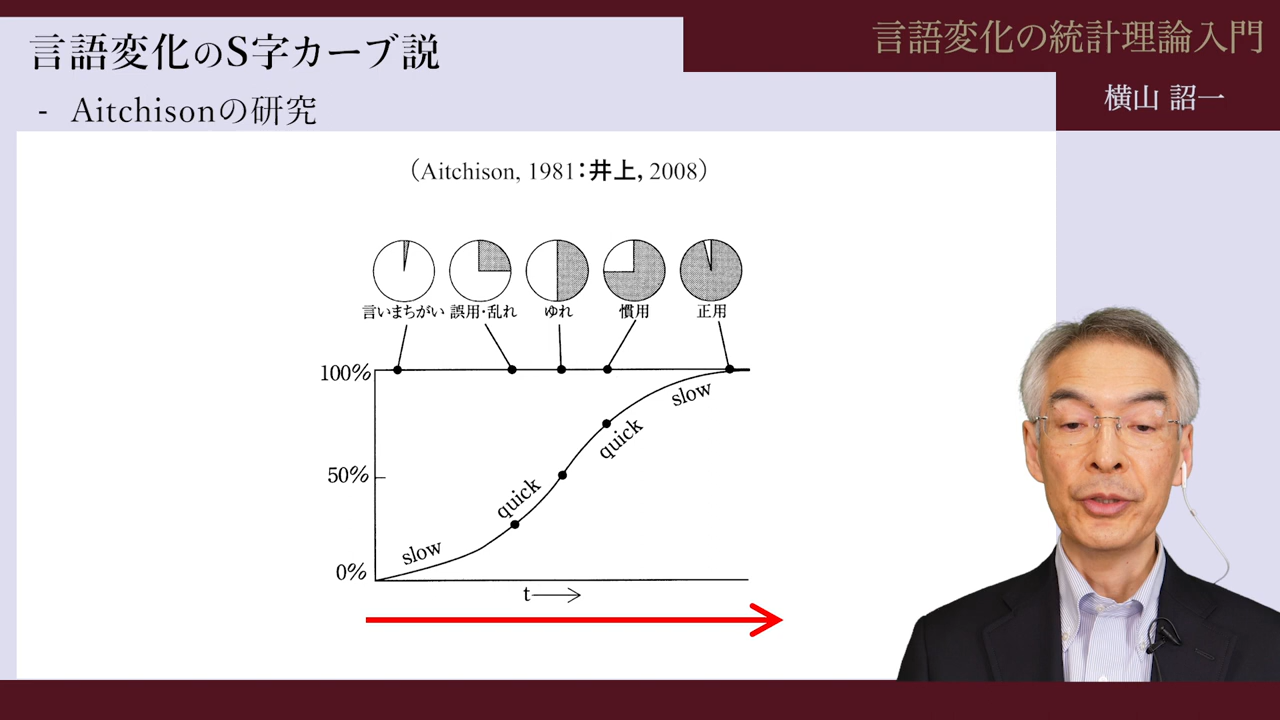 言語変化のS字カーブ説
言語変化の統計理論入門
- Aitchisonの研究
横山 詔一
（Aitchison, 1981：井上, 2008）
言いまちがい 誤用・乱れ ゆれ 慣用 正用
100%
slow
quick
50%
quick
slow
0%
t